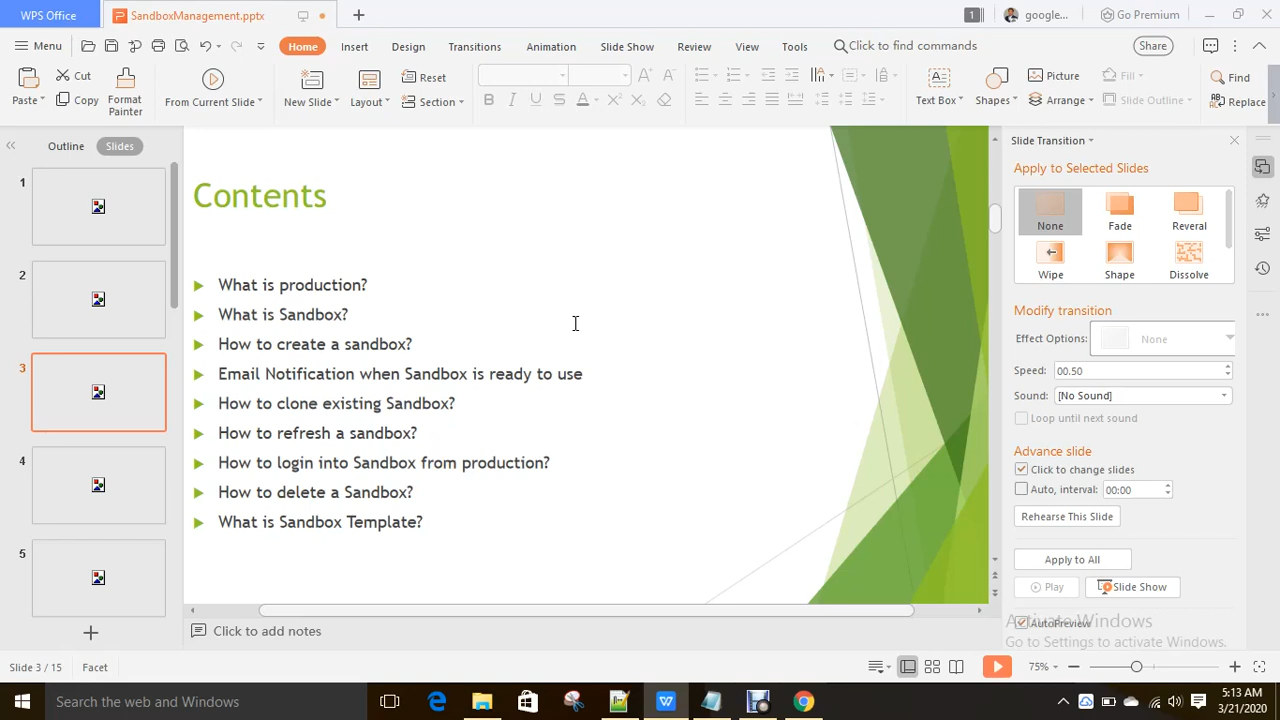 WPS Office
SandboxManagement.pptx
1
google...
Go Premium
Menu
Home
Insert
Design
Transitions
Animation
Slide Show
Review
View
Tools
Click to find commands
Share
Cut
Copy
Format
Painter
From Current Slide
New Slide
Layout
Reset
Section
B I U S A X² X₂
Text Box
Shapes
Picture
Arrange
Fill
Slide Outline
Find
Replace
Outline
Slides
1
2
3
4
5
Contents
What is production?
What is Sandbox?
How to create a sandbox?
Email Notification when Sandbox is ready to use
How to clone existing Sandbox?
How to refresh a sandbox?
How to login into Sandbox from production?
How to delete a Sandbox?
What is Sandbox Template?
Click to add notes
Slide Transition
Apply to Selected Slides
None
Fade
Reveral
Wipe
Shape
Dissolve
Modify transition
Effect Options:
None
Speed:
00.50
Sound:
[No Sound]
Loop until next sound
Advance slide
Click to change slides
Auto, interval:
00:00
Rehearse This Slide
Apply to All
Play
Slide Show
AutoPreview
Activate Windows
Go to Settings to activate Windows.
Slide 3 / 15
Facet
75%
Search the web and Windows
5:13 AM
3/21/2020